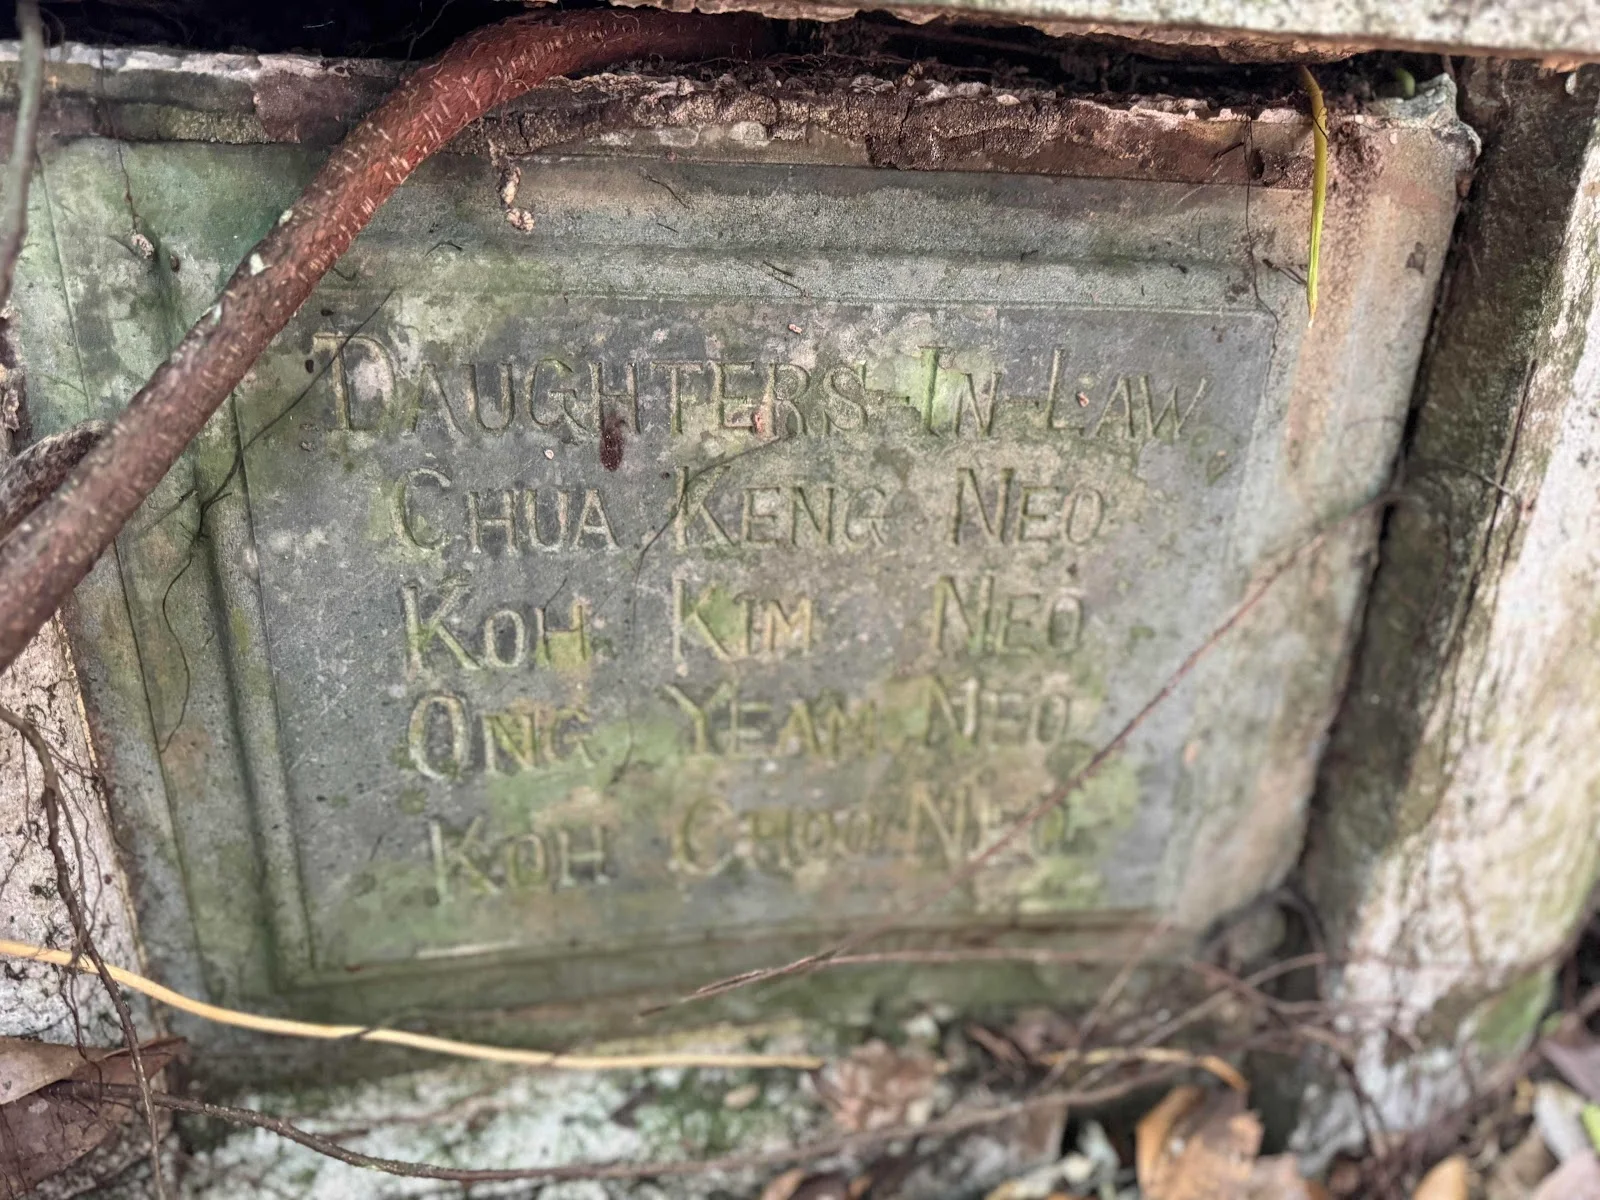 DAUGHTERS-IN-LAW
CHUA KENG NEO
KOH KIM NEO
ONG YEAM NEO
KOH CHOO NEO